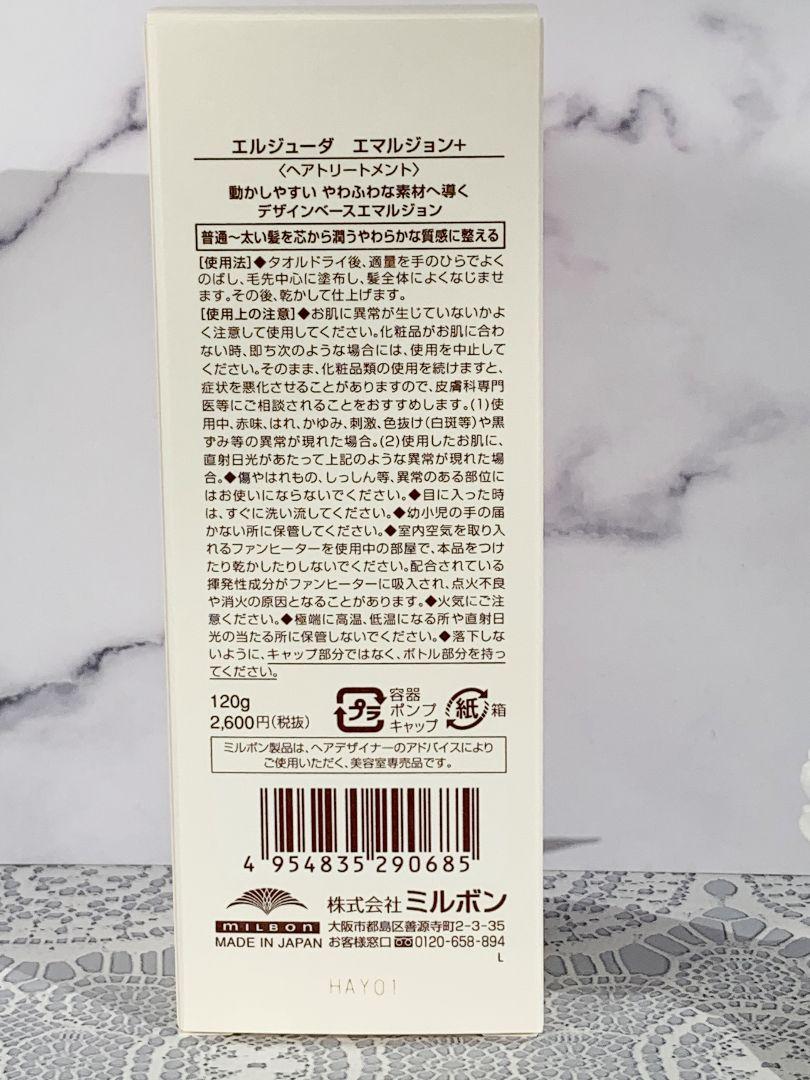 エルジューダ　エマルジョン+
〈ヘアトリートメント〉
動かしやすい やわふわな素材へ導く
デザインベースエマルジョン
普通～太い髪を芯から潤うやわらかな質感に整える
[使用法]◆タオルドライ後、適量を手のひらでよく
のばし、毛先中心に塗布し、髪全体によくなじませ
ます。その後、乾かして仕上げます。
[使用上の注意]◆お肌に異常が生じていないかよ
く注意して使用してください。化粧品がお肌に合わ
ない時、即ち次のような場合には、使用を中止して
ください。そのまま、化粧品類の使用を続けますと、
症状を悪化させることがありますので、皮膚科専門
医等にご相談されることをおすすめします。(1)使
用中、赤味、はれ、かゆみ、刺激、色抜け(白斑等)や黒
ずみ等の異常が現れた場合。(2)使用したお肌に、
直射日光があたって上記のような異常が現れた場
合。◆傷やはれもの、しっしん等、異常のある部位に
はお使いにならないでください。◆目に入った時
は、すぐに洗い流してください。◆幼小児の手の届
かない所に保管してください。◆室内空気を取り入
れるファンヒーターを使用中の部屋で、本品をつけ
たり乾かしたりしないでください。配合されている
揮発性成分がファンヒーターに吸入され、点火不良
や消火の原因となることがあります。◆火気にご注
意ください。◆極端に高温、低温になる所や直射日
光の当たる所に保管しないでください。◆落下しな
いように、キャップ部分ではなく、ボトル部分を持っ
てください。
120g
2,600円(税抜)
プラ
容器
ポンプ
キャップ
紙
箱
ミルボン製品は、ヘアデザイナーのアドバイスにより
ご使用いただく、美容室専売品です。
4 954835 290685
milbon
MADE IN JAPAN
株式会社ミルボン
大阪市都島区善源寺町2-3-35
お客様窓口 0120-658-894
L
HAY01